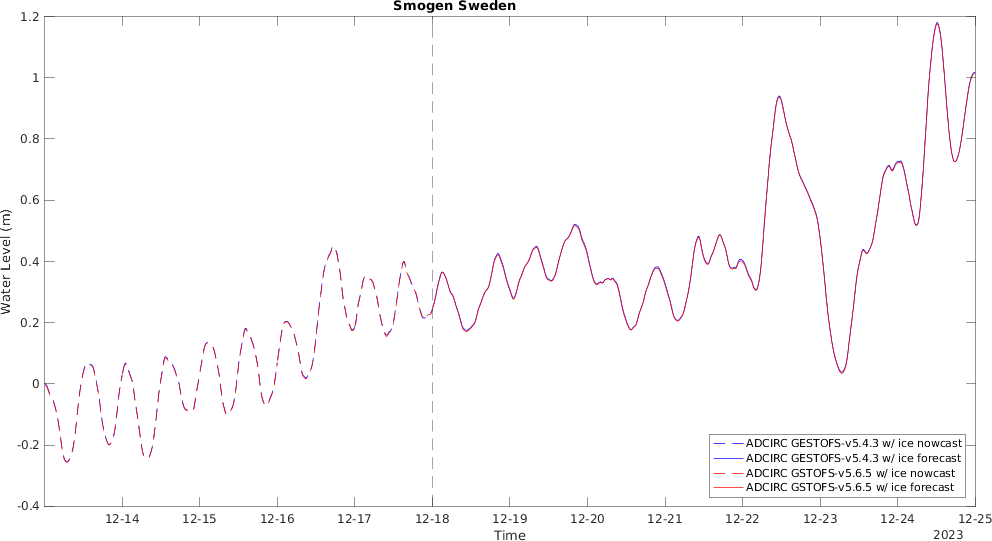 Smogen Sweden
1.2
1
0.8
0.6
0.4
0.2
0
-0.2
-0.4
Water Level (m)
12-14 12-15 12-16 12-17 12-18 12-19 12-20 12-21 12-22 12-23 12-24 12-25
Time
2023
ADCIRC GESTOFS-v5.4.3 w/ ice nowcast
ADCIRC GESTOFS-v5.4.3 w/ ice forecast
ADCIRC GSTOFS-v5.6.5 w/ ice nowcast
ADCIRC GSTOFS-v5.6.5 w/ ice forecast